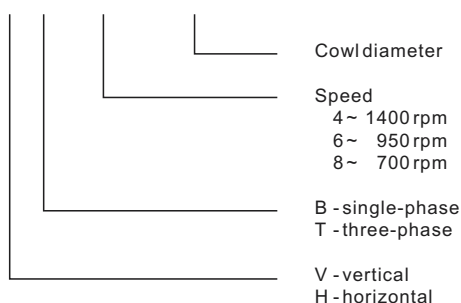 Cowl diameter
Speed
4~ 1400 rpm
6~ 950 rpm
8~ 700 rpm
B - single-phase
T - three-phase
V - vertical
H - horizontal